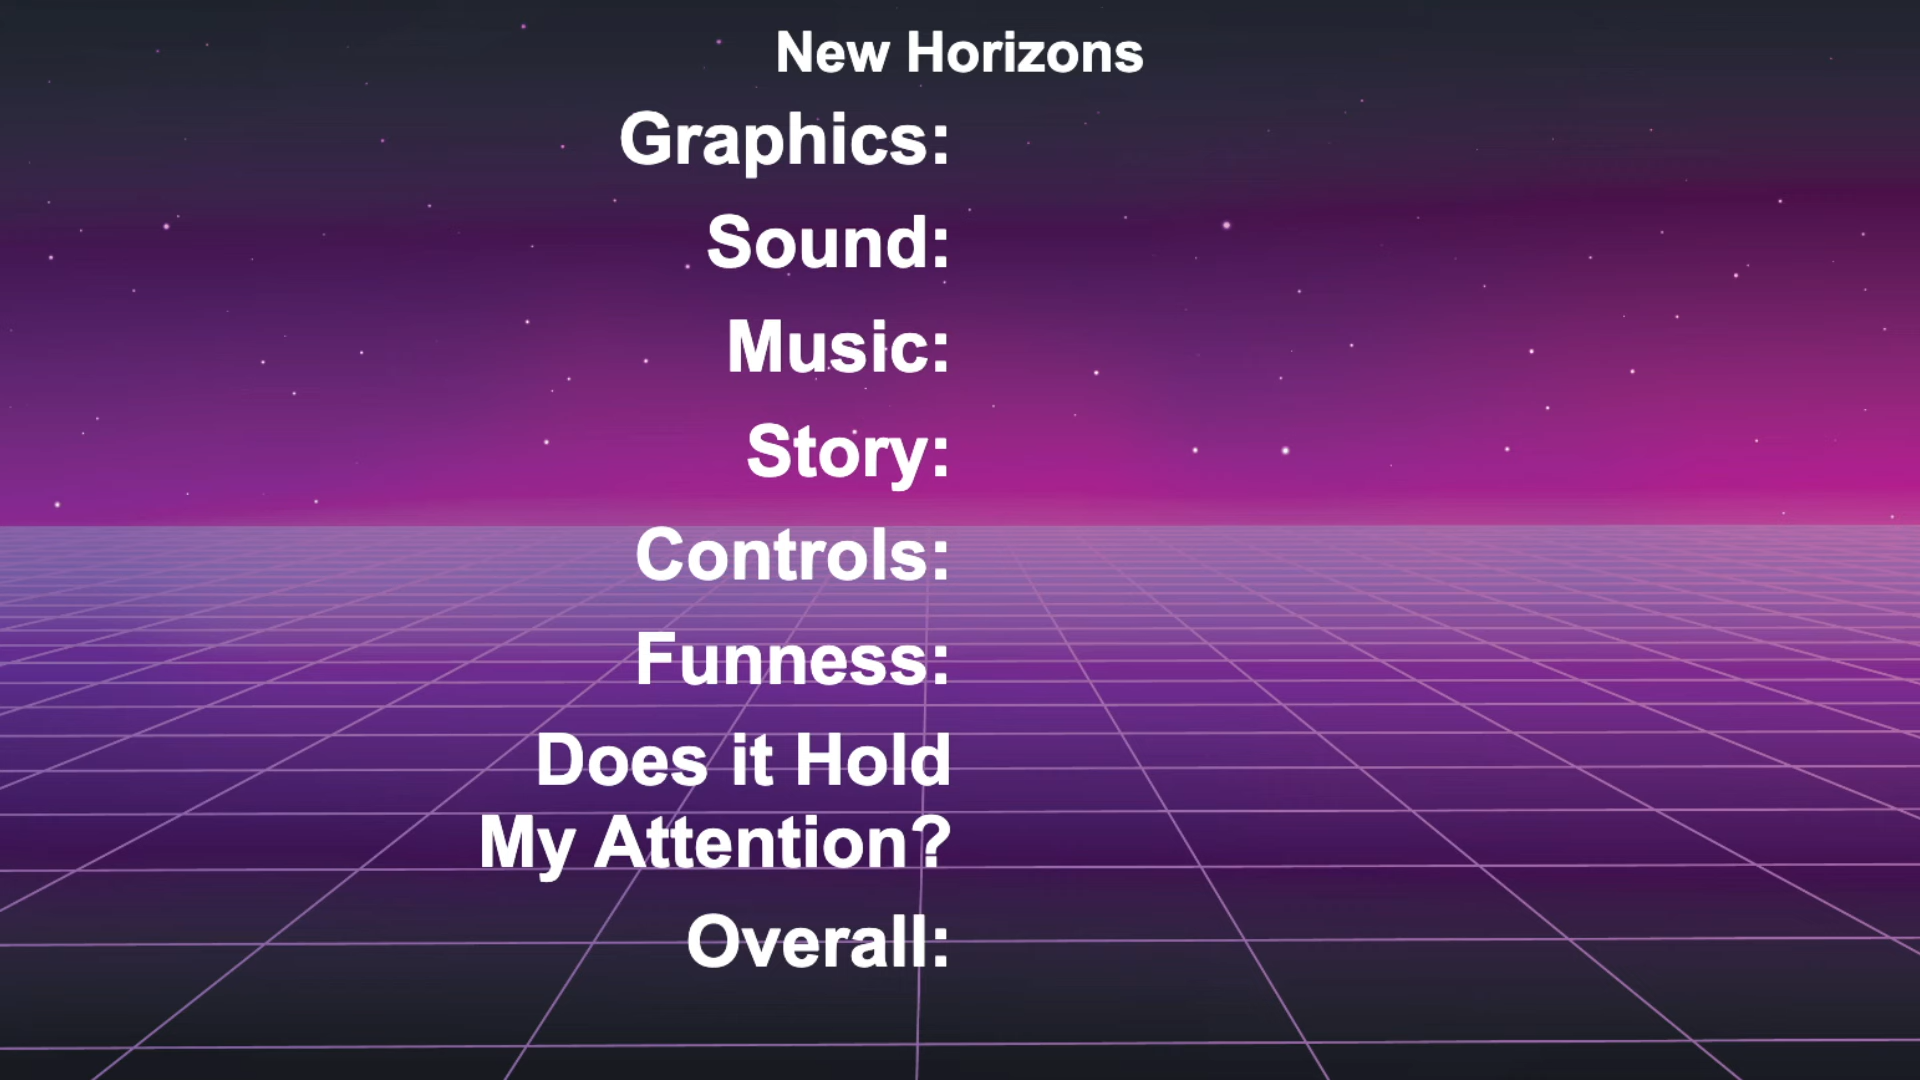 New Horizons
Graphics:
Sound:
Music:
Story:
Controls:
Funness:
Does it Hold
My Attention?
Overall: